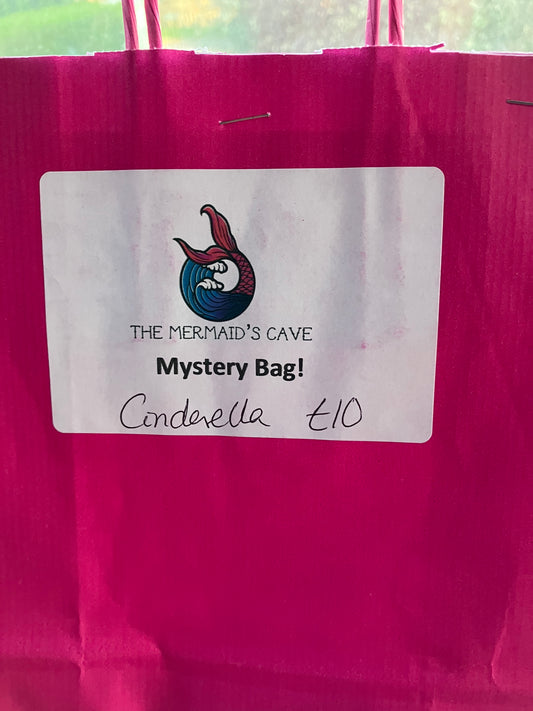 THE MERMAID'S CAVE
Mystery Bag!
Cinderella £10